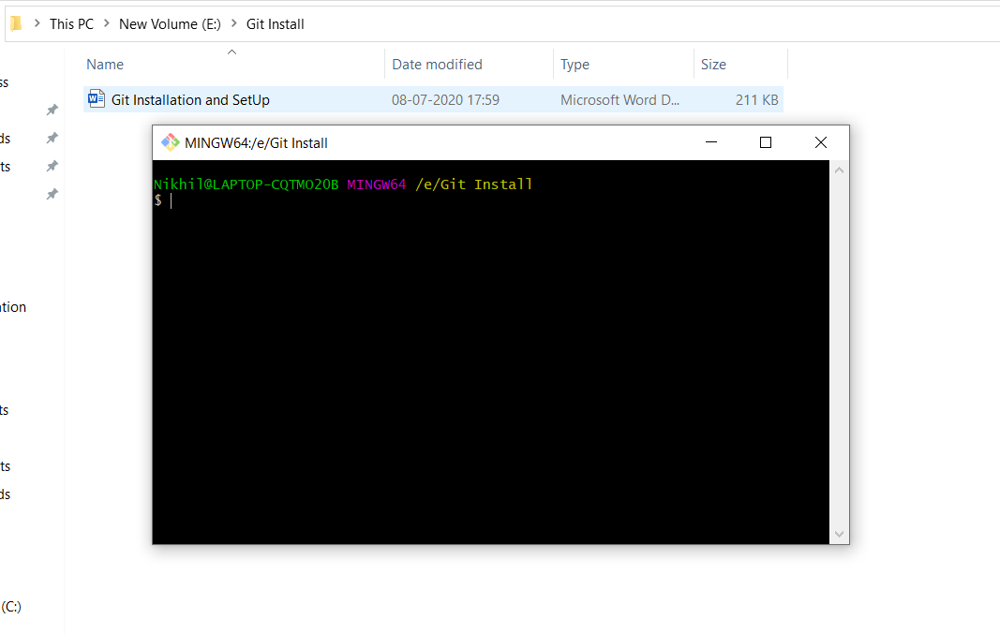 This PC > New Volume (E:) > Git Install
Name Date modified Type Size
Git Installation and SetUp 08-07-2020 17:59 Microsoft Word D... 211 KB
ss
MINGW64:/e/Git Install
ds
ts
Nikhil@LAPTOP-CQTMO2OB MINGW64 /e/Git Install
$
ation
ts
ts
ds
(C:)